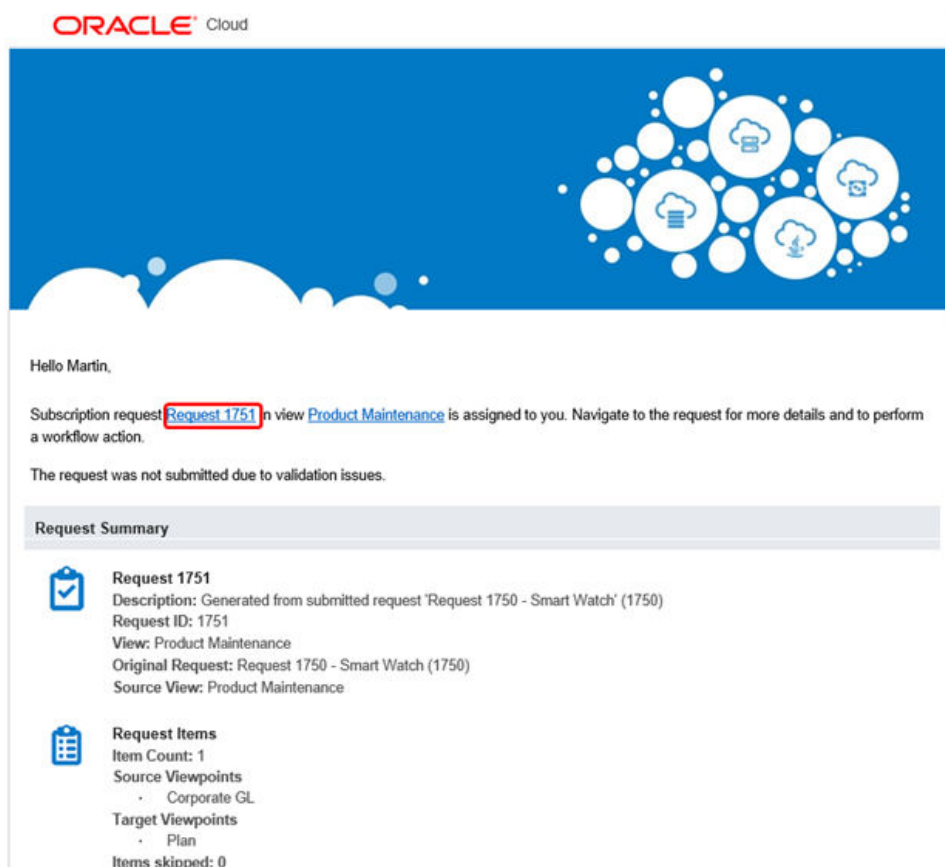 ORACLE® Cloud
Hello Martin,
Subscription request Request 1751 n view Product Maintenance is assigned to you. Navigate to the request for more details and to perform
a workflow action.
The request was not submitted due to validation issues.
Request Summary
Request 1751
Description: Generated from submitted request 'Request 1750 - Smart Watch' (1750)
Request ID: 1751
View: Product Maintenance
Original Request: Request 1750 - Smart Watch (1750)
Source View: Product Maintenance
Request Items
Item Count: 1
Source Viewpoints
· Corporate GL
Target Viewpoints
· Plan
Items skipped: 0